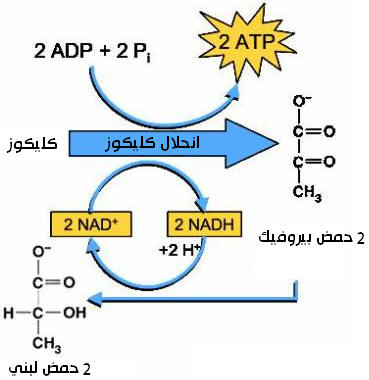 2 ADP + 2 Pi
2 ATP
كليكوز
انحلال كليكوز
O⁻
C=O
C=O
CH₃
2 حمض بيروفيك
2 NAD⁺
2 NADH
+2 H⁺
O⁻
C=O
H-C-OH
CH₃
2 حمض لبني